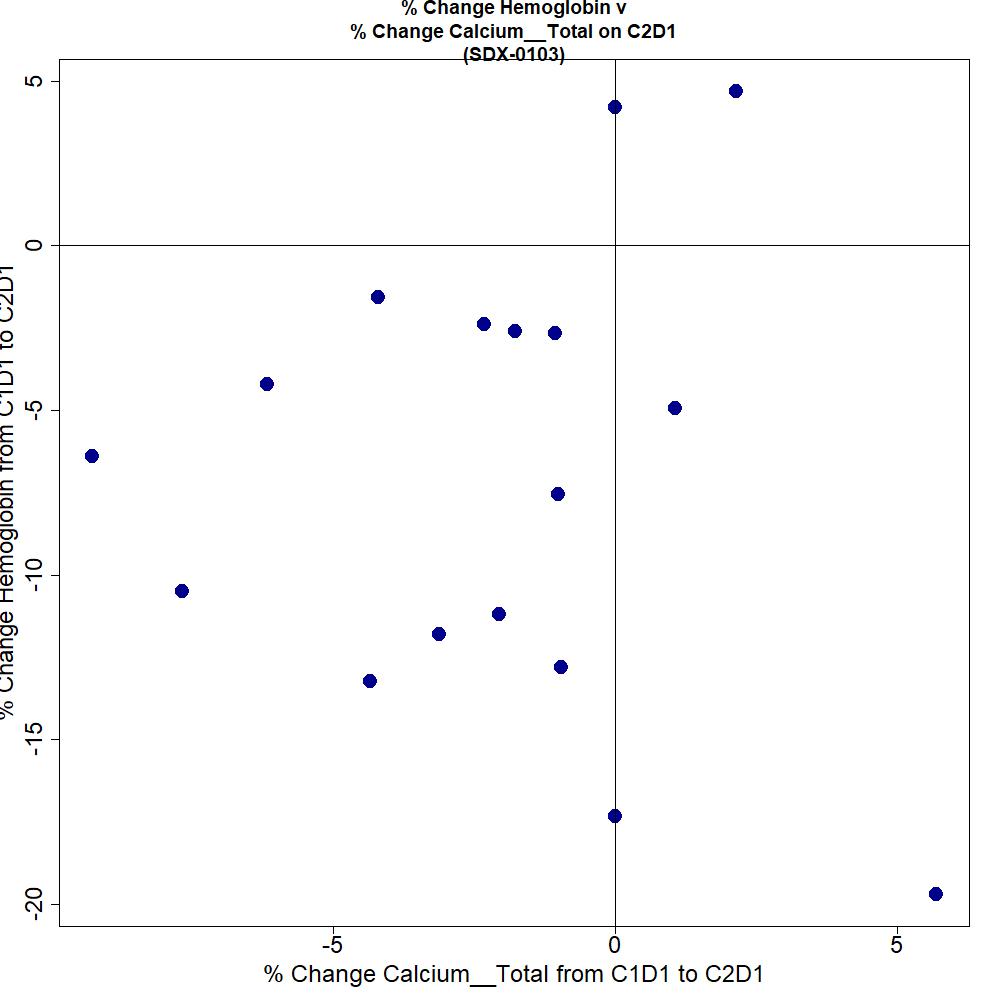 % Change Hemoglobin v
% Change Calcium__Total on C2D1
(SDX-0103)
% Change Hemoglobin from C1D1 to C2D1
5
0
-5
-10
-15
-20
-5
0
5
% Change Calcium__Total from C1D1 to C2D1